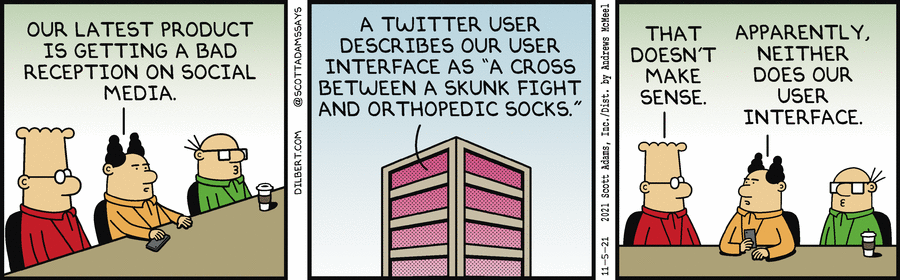 OUR LATEST PRODUCT
IS GETTING A BAD
RECEPTION ON SOCIAL
MEDIA.
DILBERT.COM @SCOTTADAMSSAYS
A TWITTER USER
DESCRIBES OUR USER
INTERFACE AS "A CROSS
BETWEEN A SKUNK FIGHT
AND ORTHOPEDIC SOCKS."
11-5-21 2021 Scott Adams, Inc./Dist. by Andrews McMeel
THAT
DOESN'T
MAKE
SENSE.
APPARENTLY,
NEITHER
DOES OUR
USER
INTERFACE.